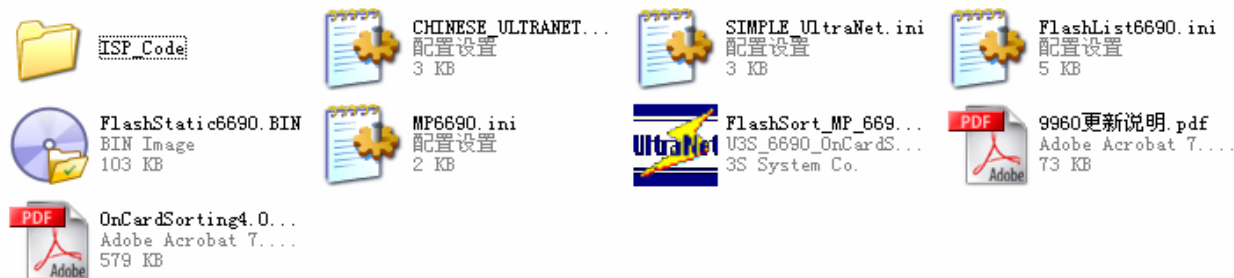 ISP_Code
CHINESE_ULTRANET...
配置设置
3 KB
SIMPLE_UltraNet.ini
配置设置
3 KB
FlashList6690.ini
配置设置
5 KB
FlashStatic6690.BIN
BIN Image
103 KB
MP6690.ini
配置设置
2 KB
UltraNet
FlashSort_MP_669...
U3S_6690_OnCardS...
3S System Co.
PDF
Adobe
9960更新说明.pdf
Adobe Acrobat 7....
73 KB
PDF
Adobe
OnCardSorting4.0...
Adobe Acrobat 7....
579 KB